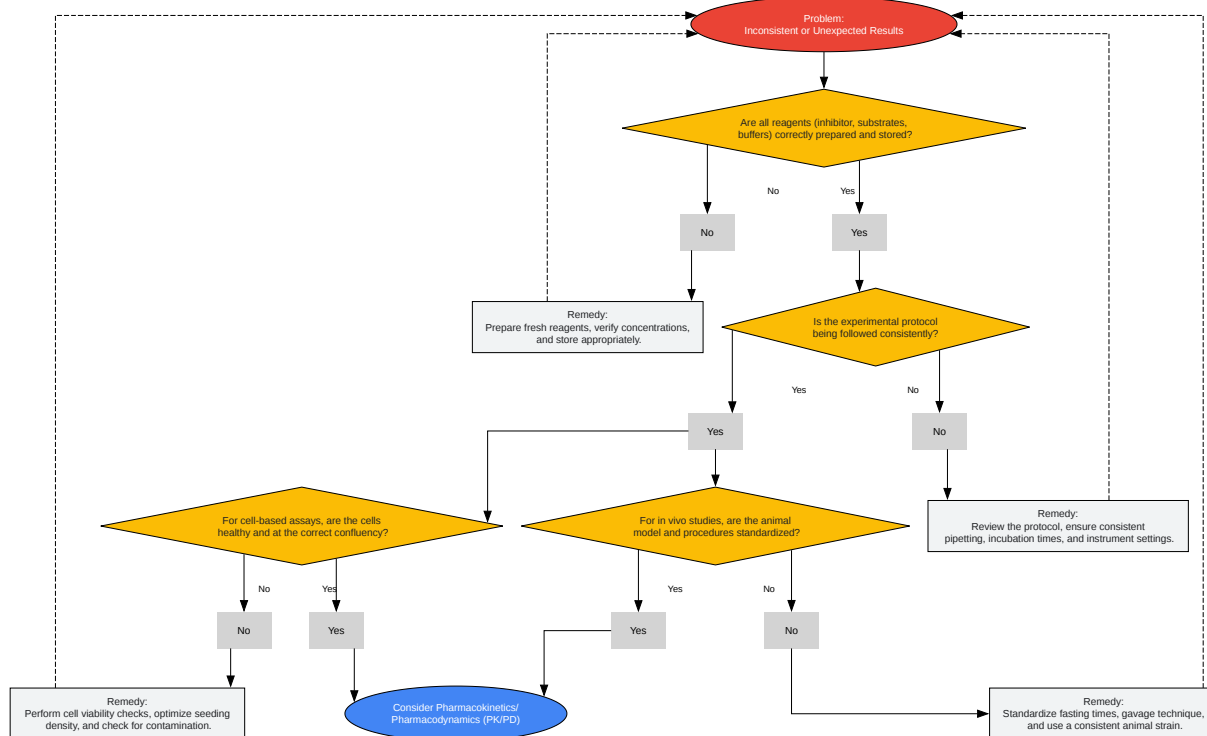 Problem:
Inconsistent or Unexpected Results
Are all reagents (inhibitor, substrates,
buffers) correctly prepared and stored?
No
Yes
No
Yes
Remedy:
Prepare fresh reagents, verify concentrations,
and store appropriately.
Is the experimental protocol
being followed consistently?
Yes
No
Yes
No
For cell-based assays, are the cells
healthy and at the correct confluency?
For in vivo studies, are the animal
model and procedures standardized?
Remedy:
Review the protocol, ensure consistent
pipetting, incubation times, and instrument settings.
No
Yes
Yes
No
No
Yes
Yes
No
Remedy:
Perform cell viability checks, optimize seeding
density, and check for contamination.
Consider Pharmacokinetics/
Pharmacodynamics (PK/PD)
Remedy:
Standardize fasting times, gavage technique,
and use a consistent animal strain.